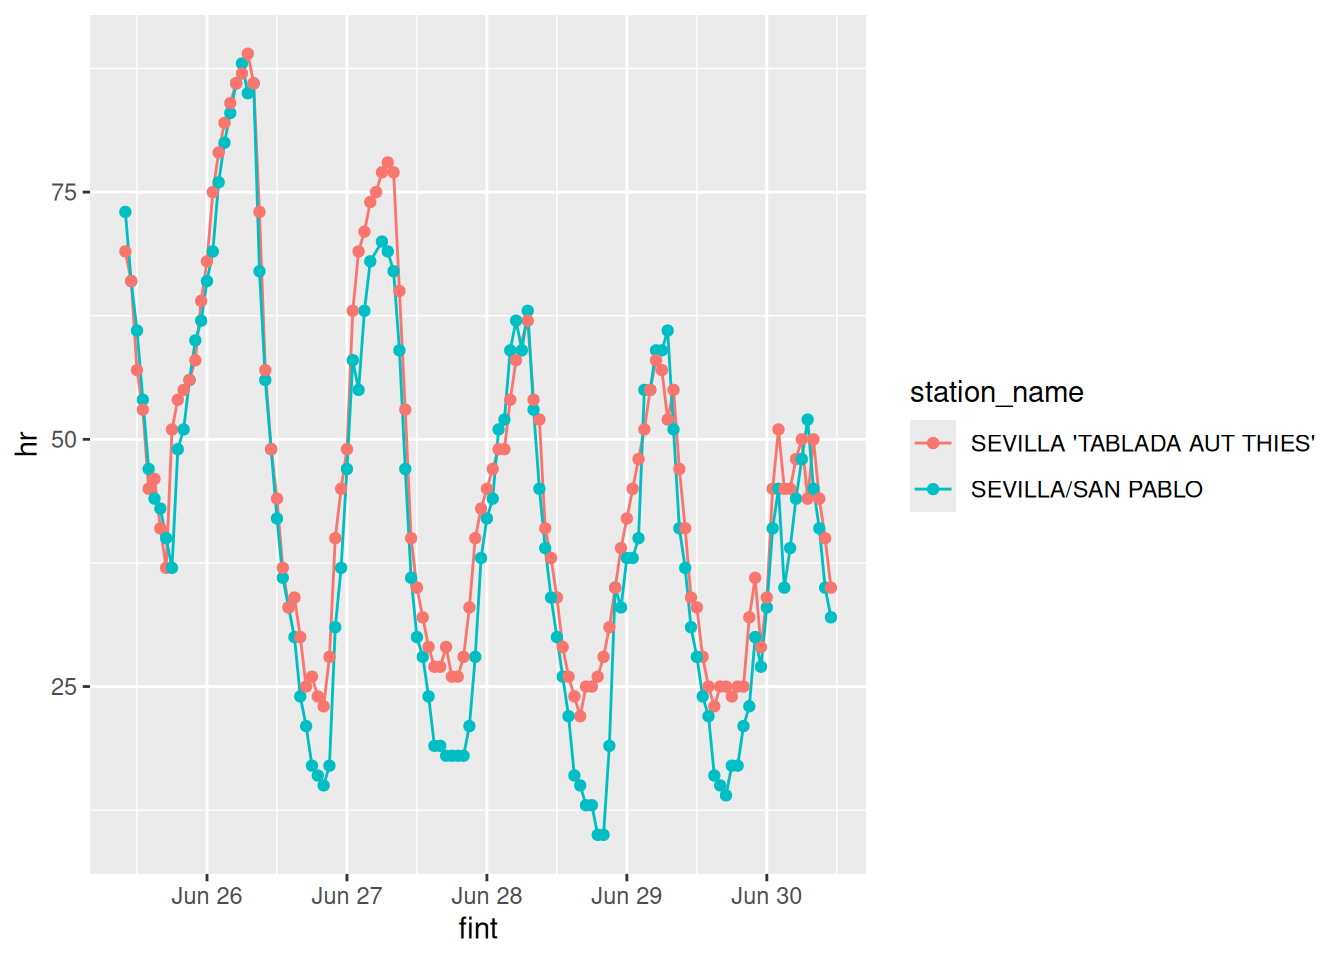 hr
75
50
25
Jun 26
Jun 27
Jun 28
Jun 29
Jun 30
fint
station_name
SEVILLA 'TABLADA AUT THIES'
SEVILLA/SAN PABLO